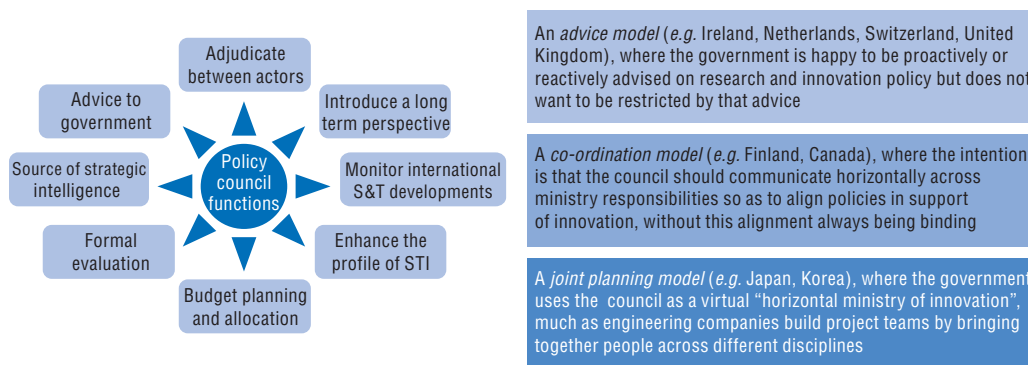 Adjudicate
between actors
Advice to
government
Introduce a long
term perspective
Source of strategic
intelligence
Policy
council
functions
Monitor international
S&T developments
Formal
evaluation
Enhance the
profile of STI
Budget planning
and allocation
An advice model (e.g. Ireland, Netherlands, Switzerland, United
Kingdom), where the government is happy to be proactively or
reactively advised on research and innovation policy but does not
want to be restricted by that advice
A co-ordination model (e.g. Finland, Canada), where the intention
is that the council should communicate horizontally across
ministry responsibilities so as to align policies in support
of innovation, without this alignment always being binding
A joint planning model (e.g. Japan, Korea), where the government
uses the council as a virtual “horizontal ministry of innovation”,
much as engineering companies build project teams by bringing
together people across different disciplines